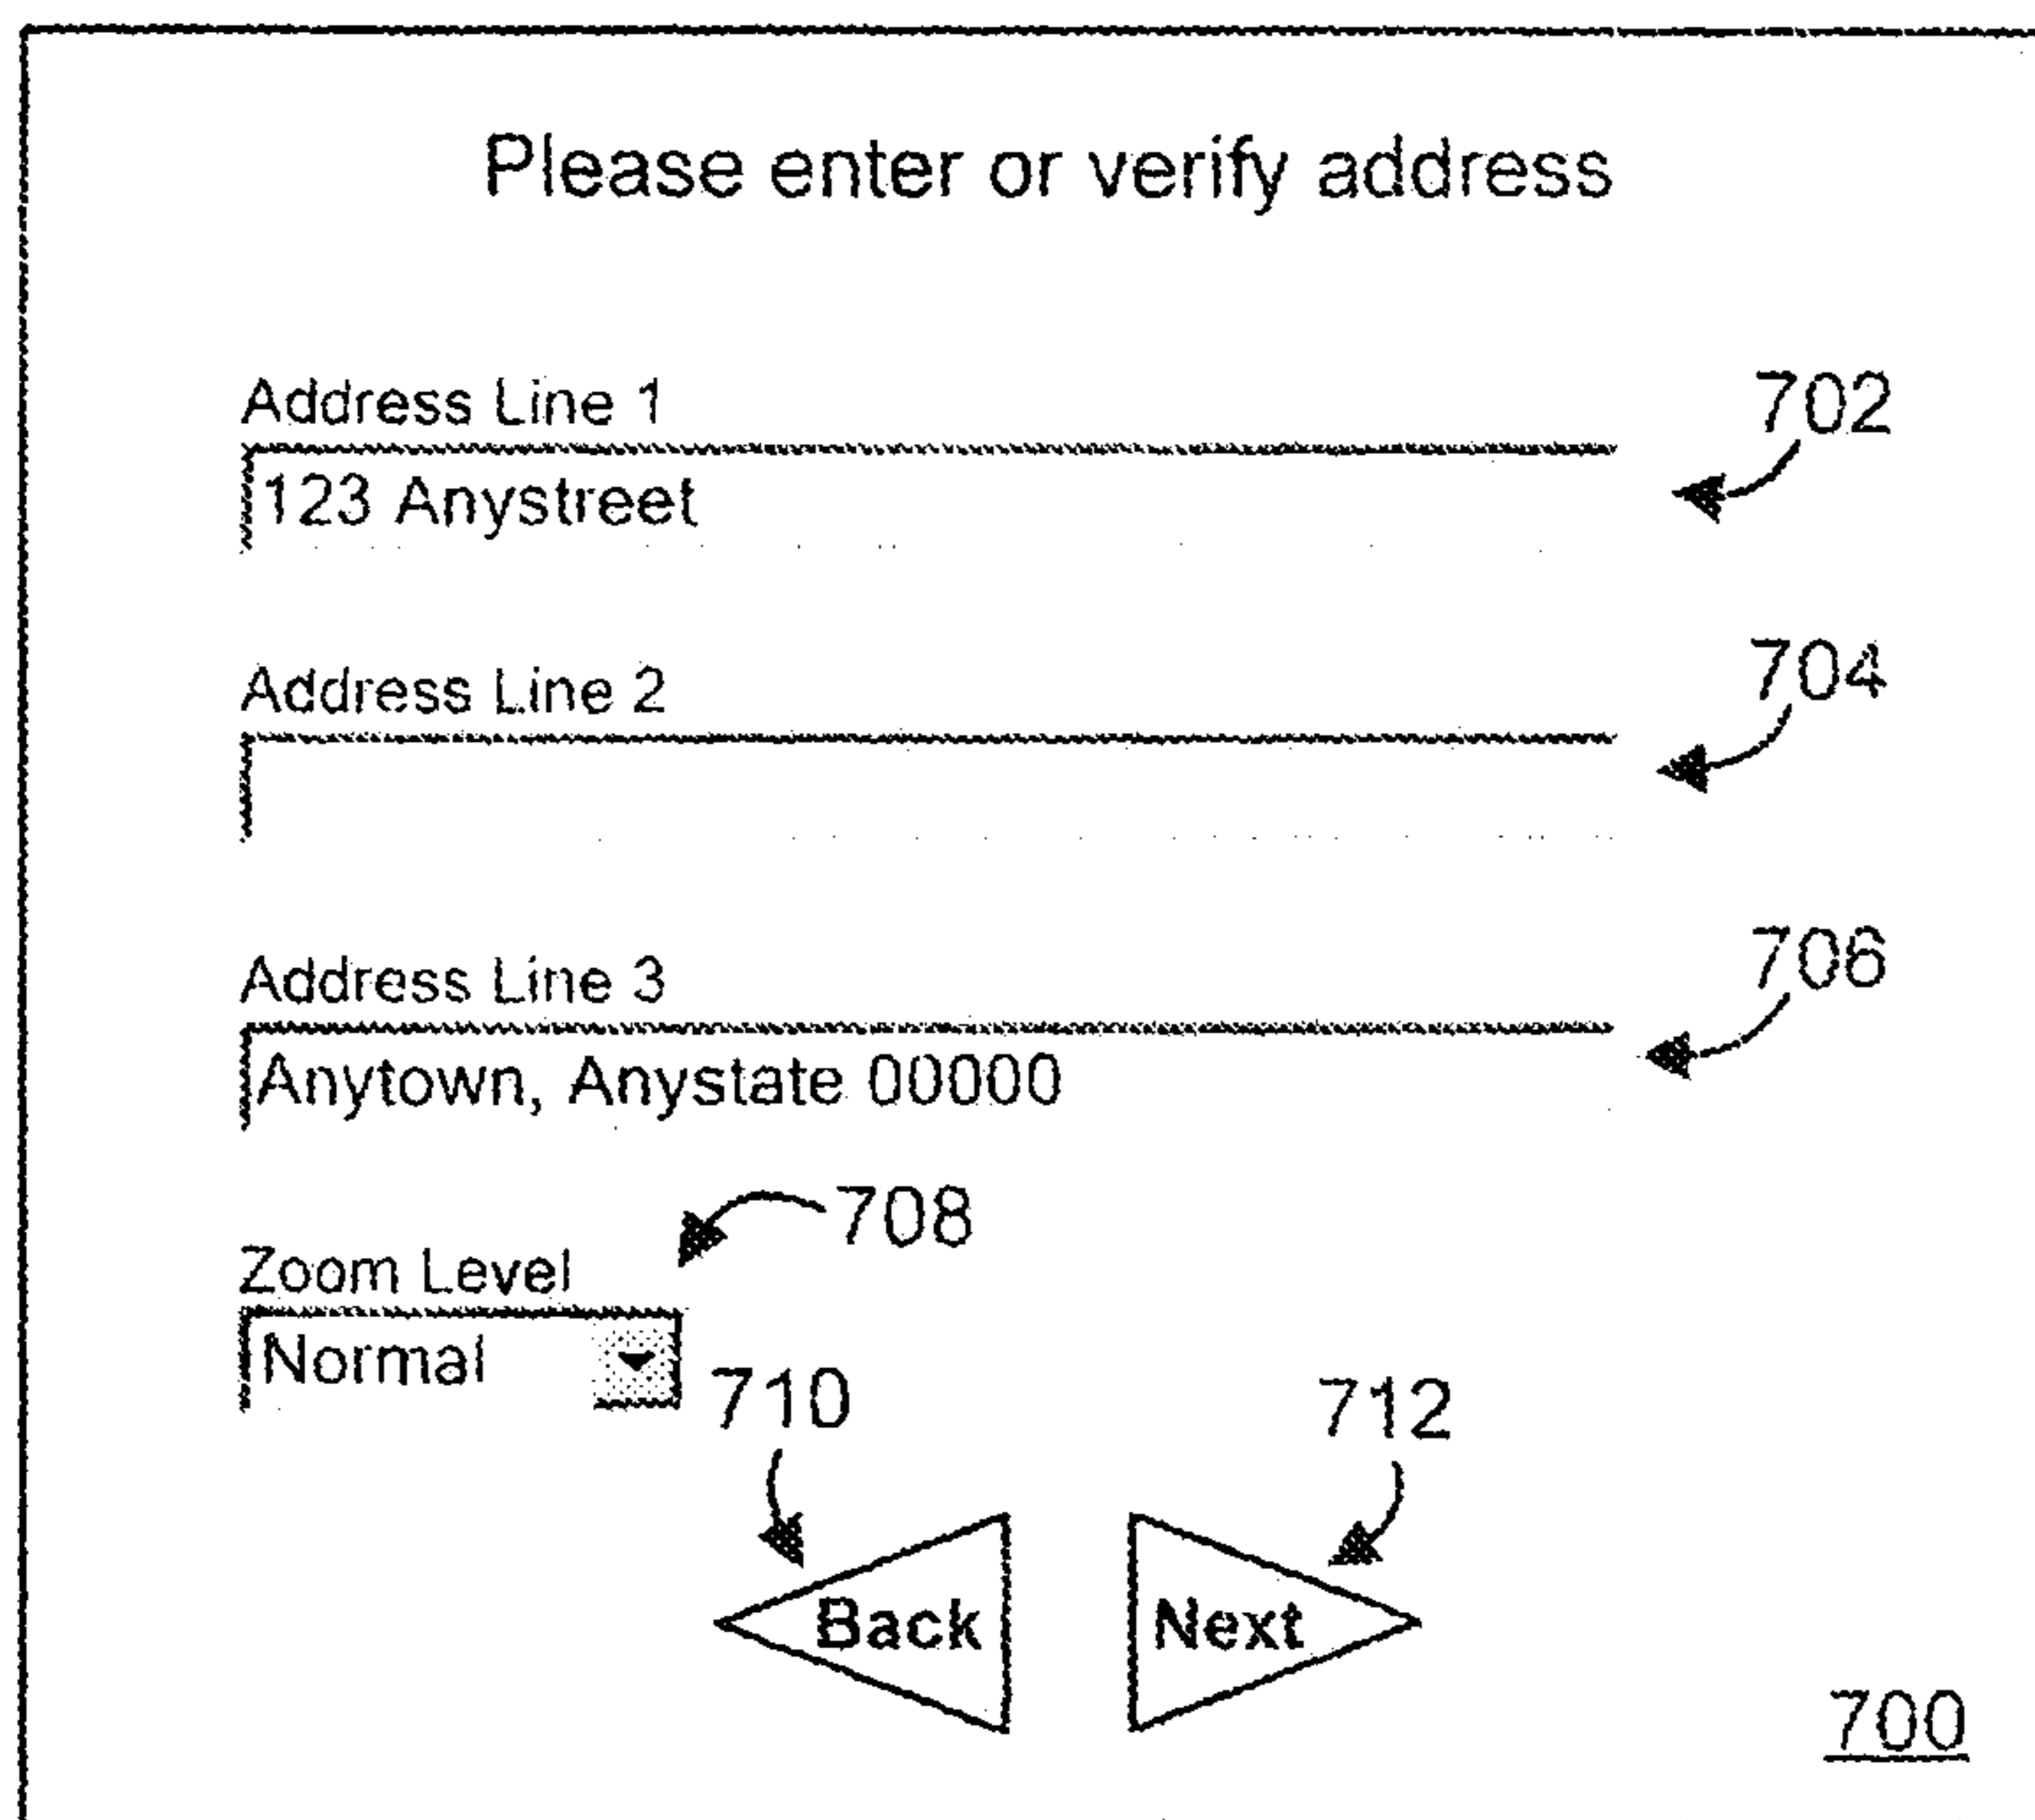 Please enter or verify address
Address Line 1
702
123 Anystreet
Address Line 2
704
Address Line 3
706
Anytown, Anystate 00000
708
Zoom Level
Normal
710
712
Back
Next
700